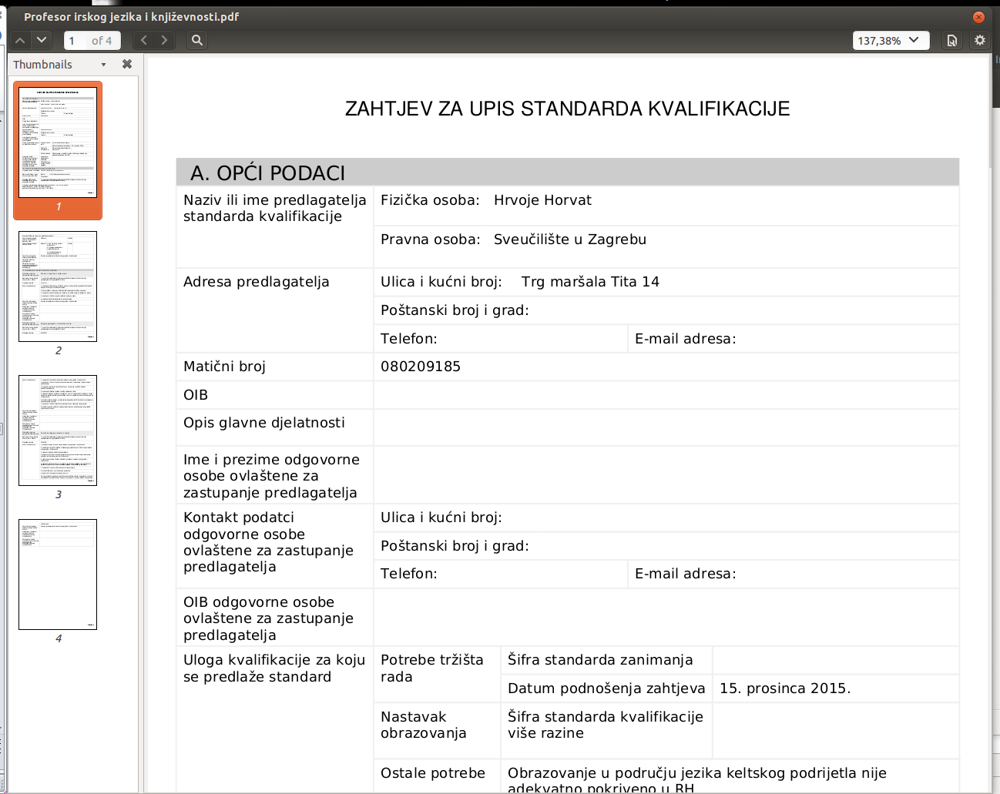 Profesor irskog jezika i književnosti.pdf
1 of 4
137,38%
Thumbnails
1
2
3
4
ZAHTJEV ZA UPIS STANDARDA KVALIFIKACIJE
A. OPĆI PODACI
Naziv ili ime predlagatelja
standarda kvalifikacije
Fizička osoba: Hrvoje Horvat
Pravna osoba: Sveučilište u Zagrebu
Adresa predlagatelja
Ulica i kućni broj: Trg maršala Tita 14
Poštanski broj i grad:
Telefon:
E-mail adresa:
Matični broj
080209185
OIB
Opis glavne djelatnosti
Ime i prezime odgovorne
osobe ovlaštene za
zastupanje predlagatelja
Kontakt podatci
odgovorne osobe
ovlaštene za zastupanje
predlagatelja
Ulica i kućni broj:
Poštanski broj i grad:
Telefon:
E-mail adresa:
OIB odgovorne osobe
ovlaštene za zastupanje
predlagatelja
Uloga kvalifikacije za koju
se predlaže standard
Potrebe tržišta
rada
Šifra standarda zanimanja
Datum podnošenja zahtjeva
15. prosinca 2015.
Nastavak
obrazovanja
Šifra standarda kvalifikacije
više razine
Ostale potrebe
Obrazovanje u području jezika keltskog podrijetla nije
adekvatno pokriveno u RH